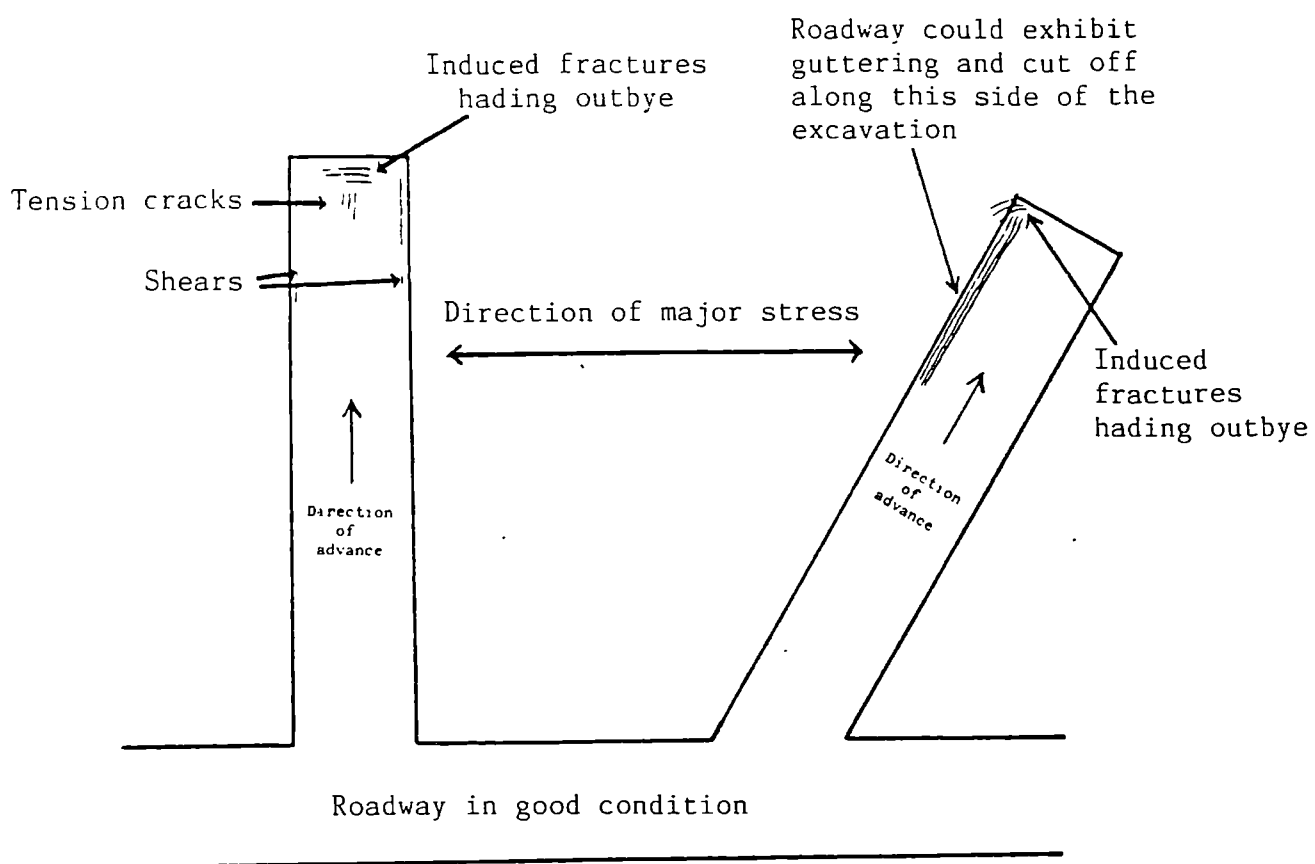 Roadway could exhibit
guttering and cut off
along this side of the
excavation
Induced fractures
hading outbye
Tension cracks
Shears
Direction of major stress
Induced
fractures
hading outbye
Direction
of
advance
Direction
of
advance
Roadway in good condition